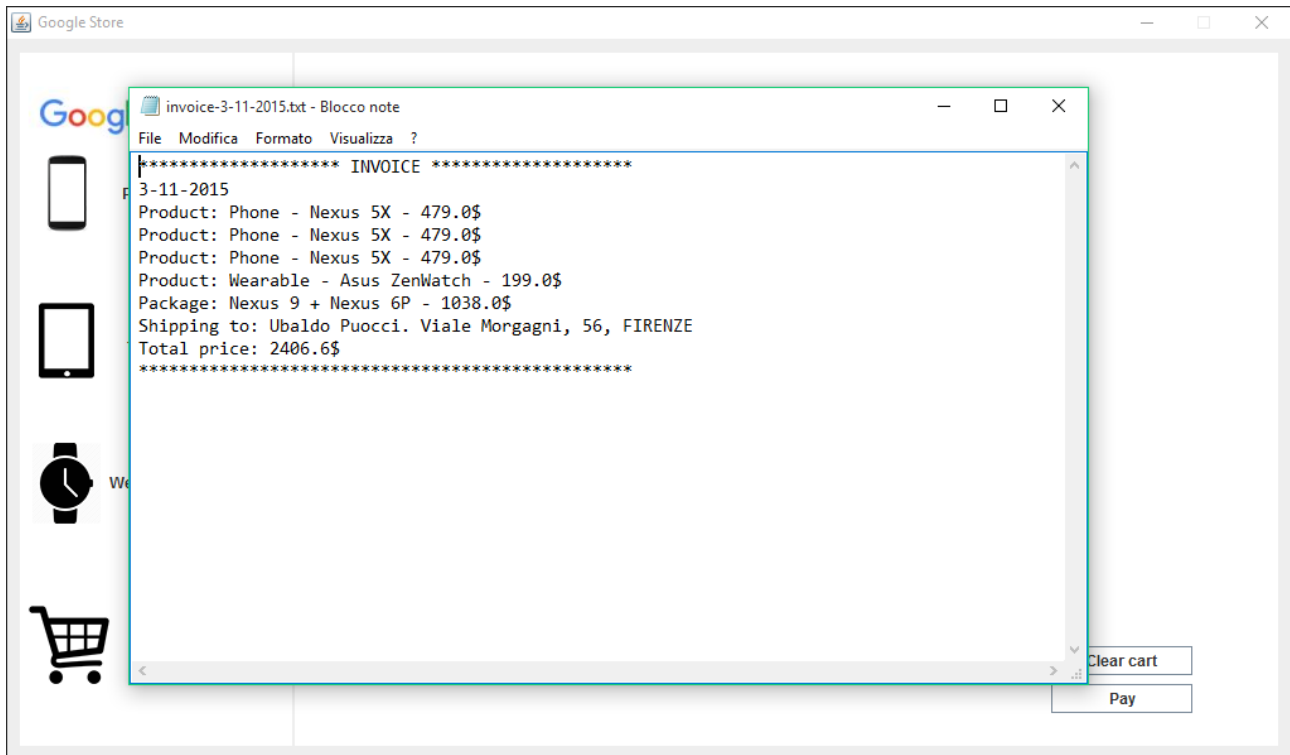 Google Store
Goog
invoice-3-11-2015.txt - Blocco note
File Modifica Formato Visualizza ?
******************** INVOICE ********************
3-11-2015
Product: Phone - Nexus 5X - 479.0$
Product: Phone - Nexus 5X - 479.0$
Product: Phone - Nexus 5X - 479.0$
Product: Wearable - Asus ZenWatch - 199.0$
Package: Nexus 9 + Nexus 6P - 1038.0$
Shipping to: Ubaldo Puocci. Viale Morgagni, 56, FIRENZE
Total price: 2406.6$
*************************************************
We
Clear cart
Pay